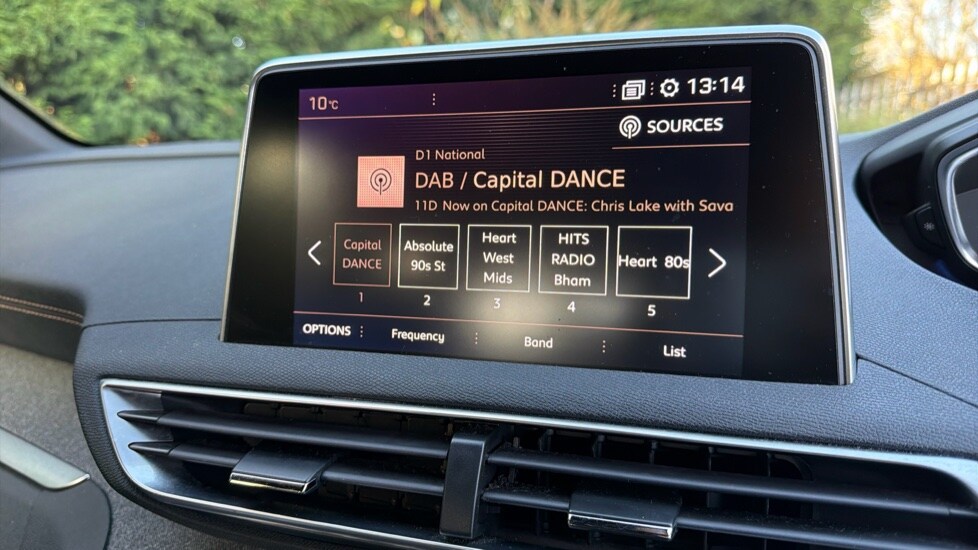 10°C
13:14
SOURCES
D1 National
DAB / Capital DANCE
11D Now on Capital DANCE: Chris Lake with Sava
Capital
DANCE
Absolute
90s St
Heart
West
Mids
HITS
RADIO
Bham
Heart 80s
1
2
3
4
5
OPTIONS
Frequency
Band
List